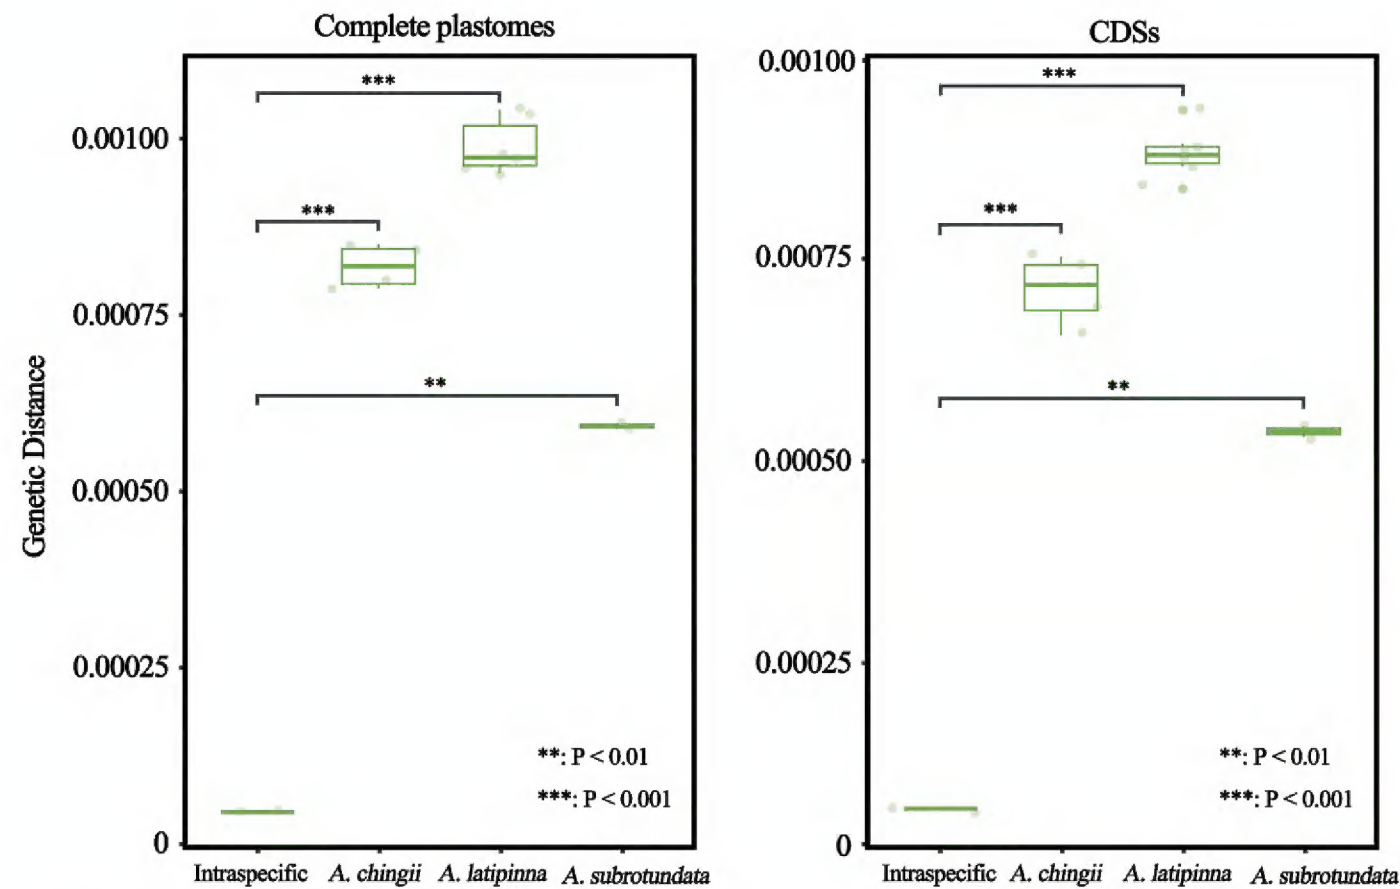 Complete plastomes
Genetic Distance
0.00100
0.00075
0.00050
0.00025
0
***
***
**
**: P < 0.01
***: P < 0.001
Intraspecific A. chingii A. latipinna A. subrotundata
CDSs
0.00100
0.00075
0.00050
0.00025
0
***
***
**
**: P < 0.01
***: P < 0.001
Intraspecific A. chingii A. latipinna A. subrotundata